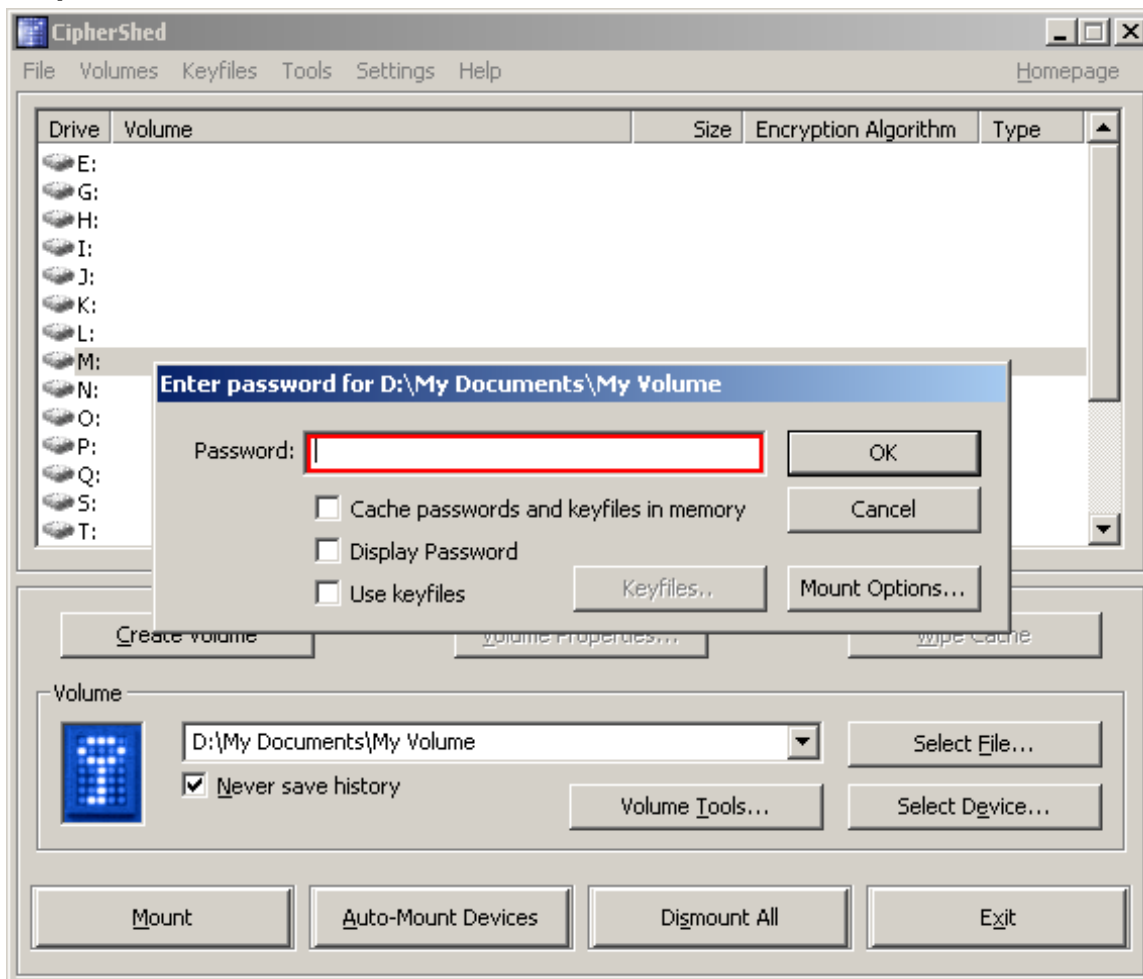 CipherShed
File Volumes Keyfiles Tools Settings Help Homepage
Drive Volume Size Encryption Algorithm Type
E:
G:
H:
I:
J:
K:
L:
M:
N:
O:
P:
Q:
S:
T:
Enter password for D:\My Documents\My Volume
Password: OK
Cache passwords and keyfiles in memory Cancel
Display Password
Use keyfiles Keyfiles.. Mount Options...
Create Volume Volume Properties... Wipe Cache
Volume
D:\My Documents\My Volume Select File...
Never save history Volume Tools... Select Device...
Mount Auto-Mount Devices Dismount All Exit